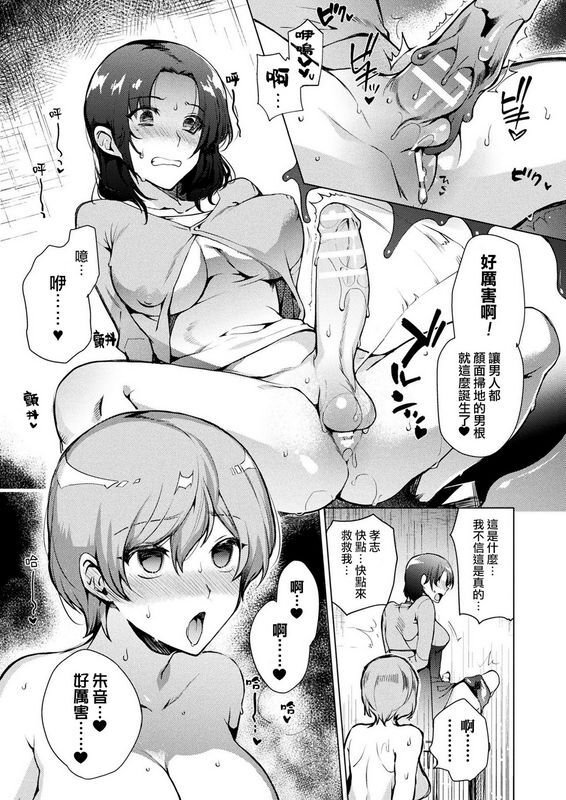 咿嗚
好厲害啊！
讓男人都
顏面掃地的男根
就這麼誕生了♥
呼
呼
呼
噫…
咿……♥
顫抖
顫抖
這是什麼…
我不信這是真的…
孝志
快點…快點來
救救我…
啊……
………
啊……
啊……♥
哈
哈
朱音…♥
好厲害……♥